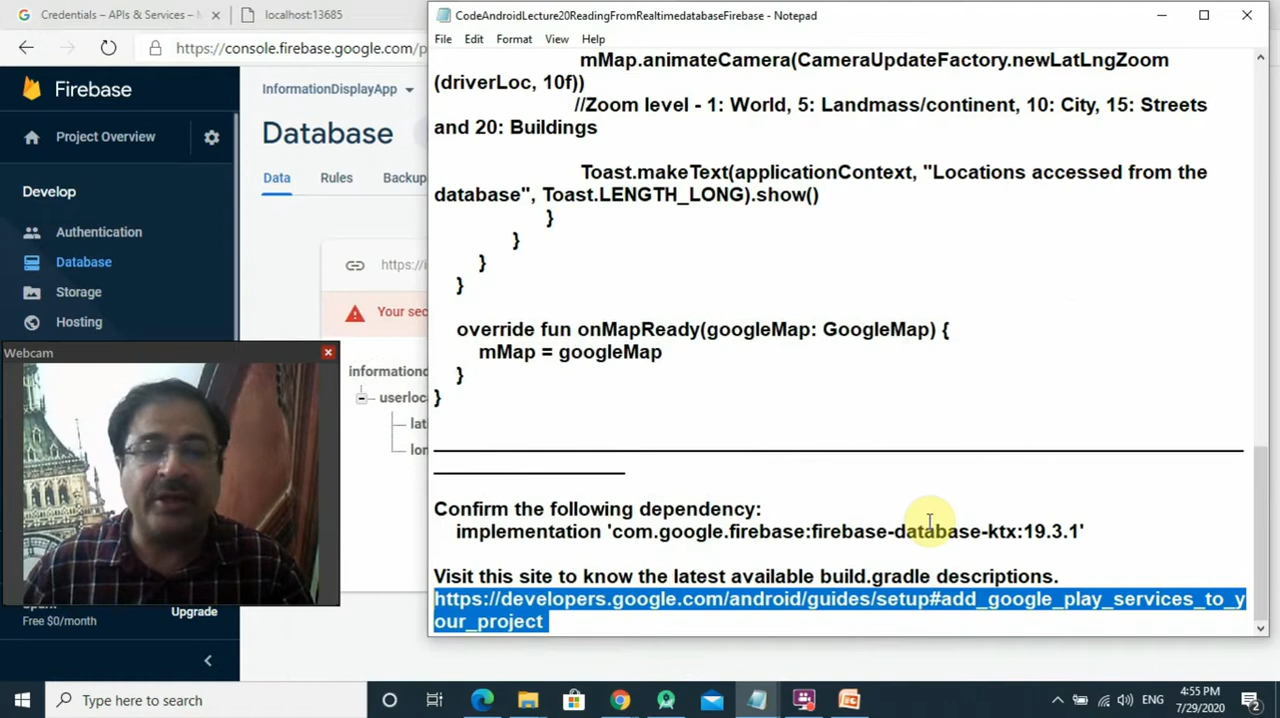 Credentials – APIs & Services –
localhost:13685
https://console.firebase.google.com/p
Firebase
Project Overview
Develop
Authentication
Database
Storage
Hosting
InformationDisplayApp
Database
Data
Rules
Backup
https://i
Your sec
informationd
userloca
lati
lon
Free $0/month
Upgrade
Webcam
CodeAndroidLecture20ReadingFromRealtimedatabaseFirebase - Notepad
File Edit Format View Help
mMap.animateCamera(CameraUpdateFactory.newLatLngZoom
(driverLoc, 10f))
//Zoom level - 1: World, 5: Landmass/continent, 10: City, 15: Streets
and 20: Buildings
Toast.makeText(applicationContext, "Locations accessed from the
database", Toast.LENGTH_LONG).show()
}
}
}
}
override fun onMapReady(googleMap: GoogleMap) {
mMap = googleMap
}
}
Confirm the following dependency:
implementation 'com.google.firebase:firebase-database-ktx:19.3.1'
Visit this site to know the latest available build.gradle descriptions.
https://developers.google.com/android/guides/setup#add_google_play_services_to_y
our_project
Type here to search
ENG
4:55 PM
7/29/2020
2